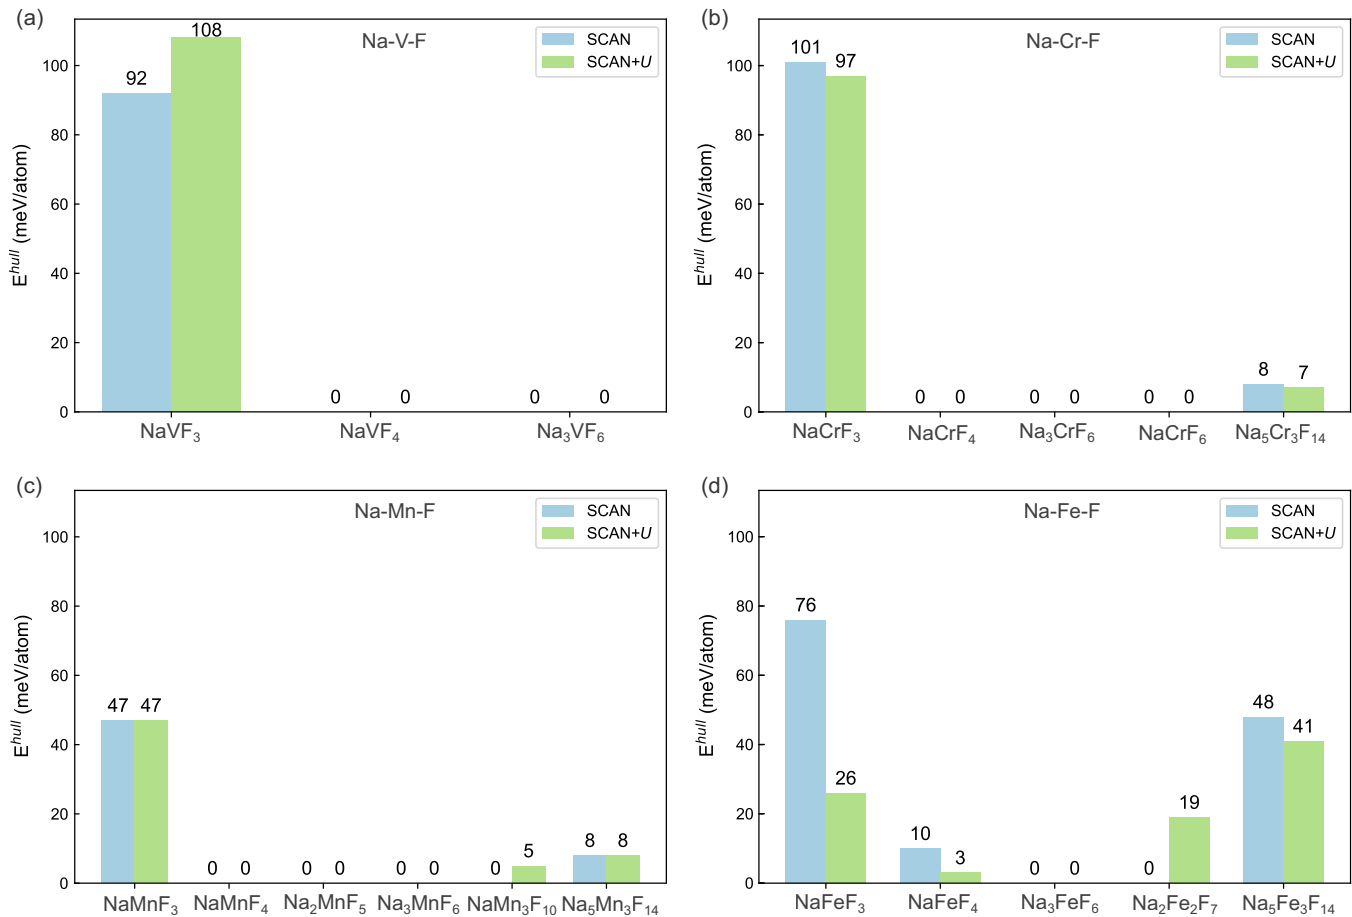 (a)
Na-V-F
SCAN
SCAN+U
E^hull (meV/atom)
100
80
60
40
20
0
92
108
0 0
0 0
NaVF₃ NaVF₄ Na₃VF₆
(b)
Na-Cr-F
SCAN
SCAN+U
E^hull (meV/atom)
100
80
60
40
20
0
101
97
0 0
0 0
0 0
8
7
NaCrF₃ NaCrF₄ Na₃CrF₆ NaCrF₆ Na₅Cr₃F₁₄
(c)
Na-Mn-F
SCAN
SCAN+U
E^hull (meV/atom)
100
80
60
40
20
0
47 47
0 0
0 0
0 0
0
5
8 8
NaMnF₃ NaMnF₄ Na₂MnF₅ Na₃MnF₆ NaMn₃F₁₀ Na₅Mn₃F₁₄
(d)
Na-Fe-F
SCAN
SCAN+U
E^hull (meV/atom)
100
80
60
40
20
0
76
26
10
3
0 0
0
19
48
41
NaFeF₃ NaFeF₄ Na₃FeF₆ Na₂Fe₂F₇ Na₅Fe₃F₁₄